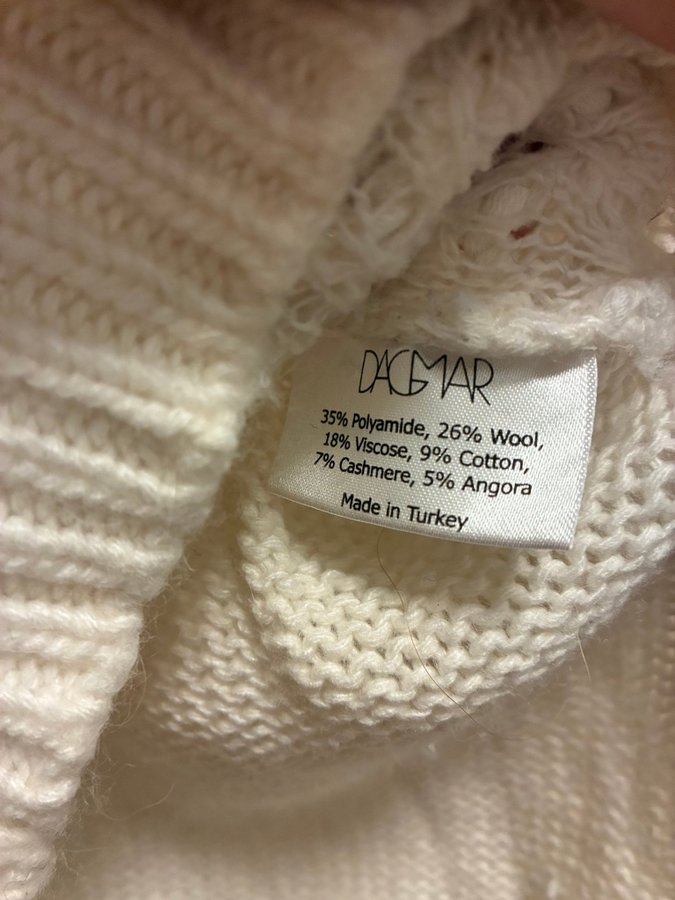 DAGMAR
35% Polyamide, 26% Wool,
18% Viscose, 9% Cotton,
7% Cashmere, 5% Angora
Made in Turkey